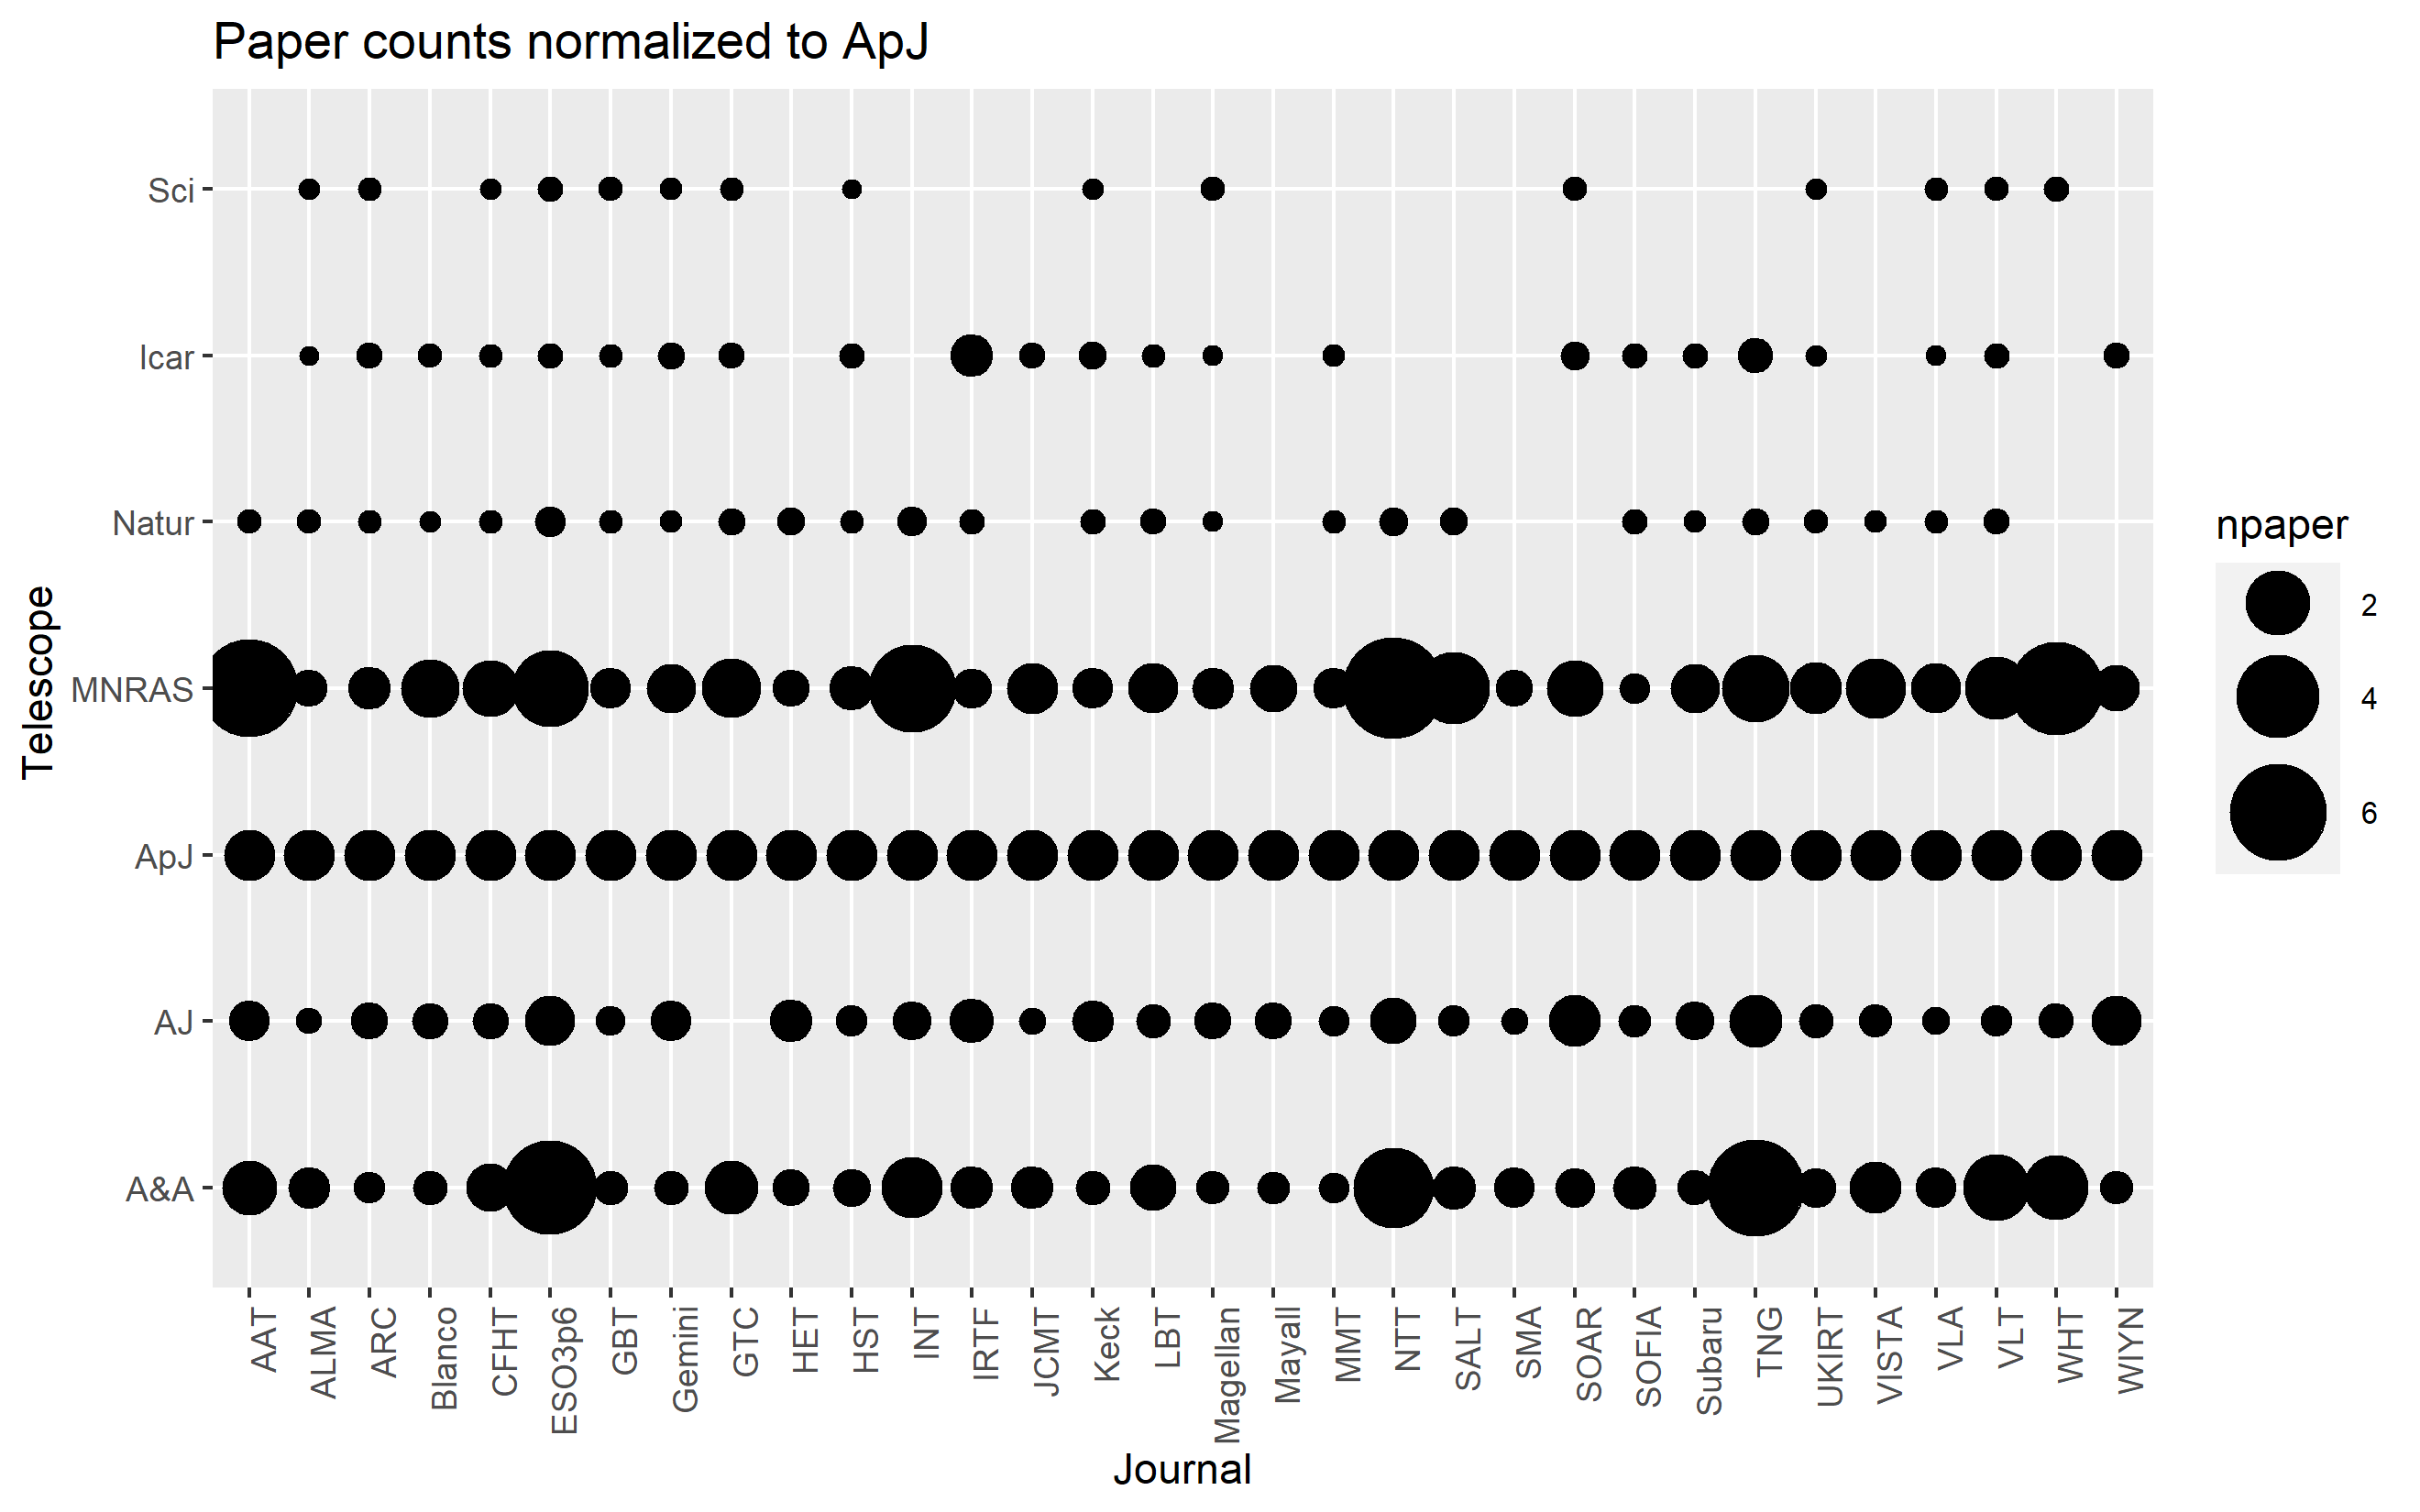 Paper counts normalized to ApJ
Telescope
Sci
Icar
Natur
MNRAS
ApJ
AJ
A&A
AAT
ALMA
ARC
Blanco
CFHT
ESO3p6
GBT
Gemini
GTC
HET
HST
INT
IRTF
JCMT
Keck
LBT
Magellan
Mayall
MMT
NTT
SALT
SMA
SOAR
SOFIA
Subaru
TNG
UKIRT
VISTA
VLA
VLT
WHT
WIYN
Journal
npaper
2
4
6